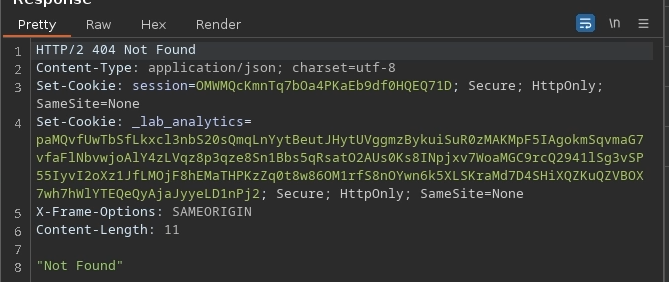 Response
Pretty Raw Hex Render
\n
1 HTTP/2 404 Not Found
2 Content-Type: application/json; charset=utf-8
3 Set-Cookie: session=OMWMQcKmnTq7bOa4PKaEb9df0HQEQ71D; Secure; HttpOnly;
SameSite=None
4 Set-Cookie: _lab_analytics=
paMQvfUwTbSfLkxcl3nbS20sQmqLnYytBeutJHytUVggmzBykuiSuR0zMAKMpF5IAgokmSqvmaG7
vfaFlNbvwjoAlY4zLVqz8p3qze8Sn1Bbs5qRsatO2AUs0Ks8INpjxv7WoaMGC9rcQ2941lSg3vSP
55IyvI2oXz1JfLMOjF8hEMaTHPKzZq0t8w86OM1rfS8nOYwn6k5XLSKraMd7D4SHiXQZKuQZVBOX
7wh7hWlYTEQeQyAjaJyyeLD1nPj2; Secure; HttpOnly; SameSite=None
5 X-Frame-Options: SAMEORIGIN
6 Content-Length: 11
7
8 "Not Found"